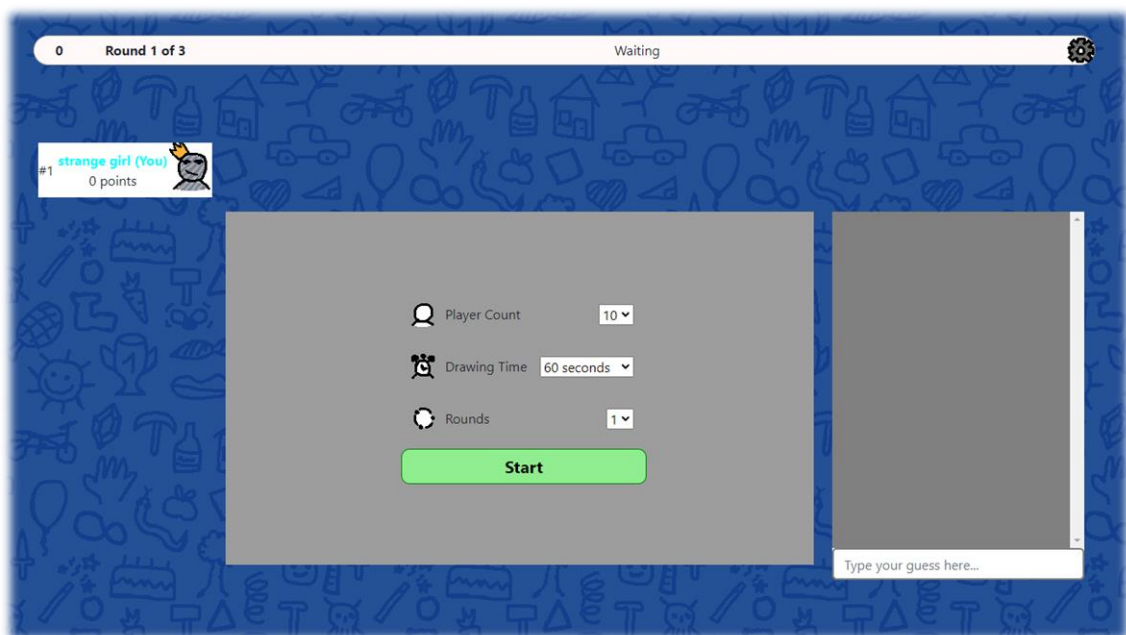 0 Round 1 of 3 Waiting
#1 strange girl (You)
0 points
Player Count 10
Drawing Time 60 seconds
Rounds 1
Start
Type your guess here...